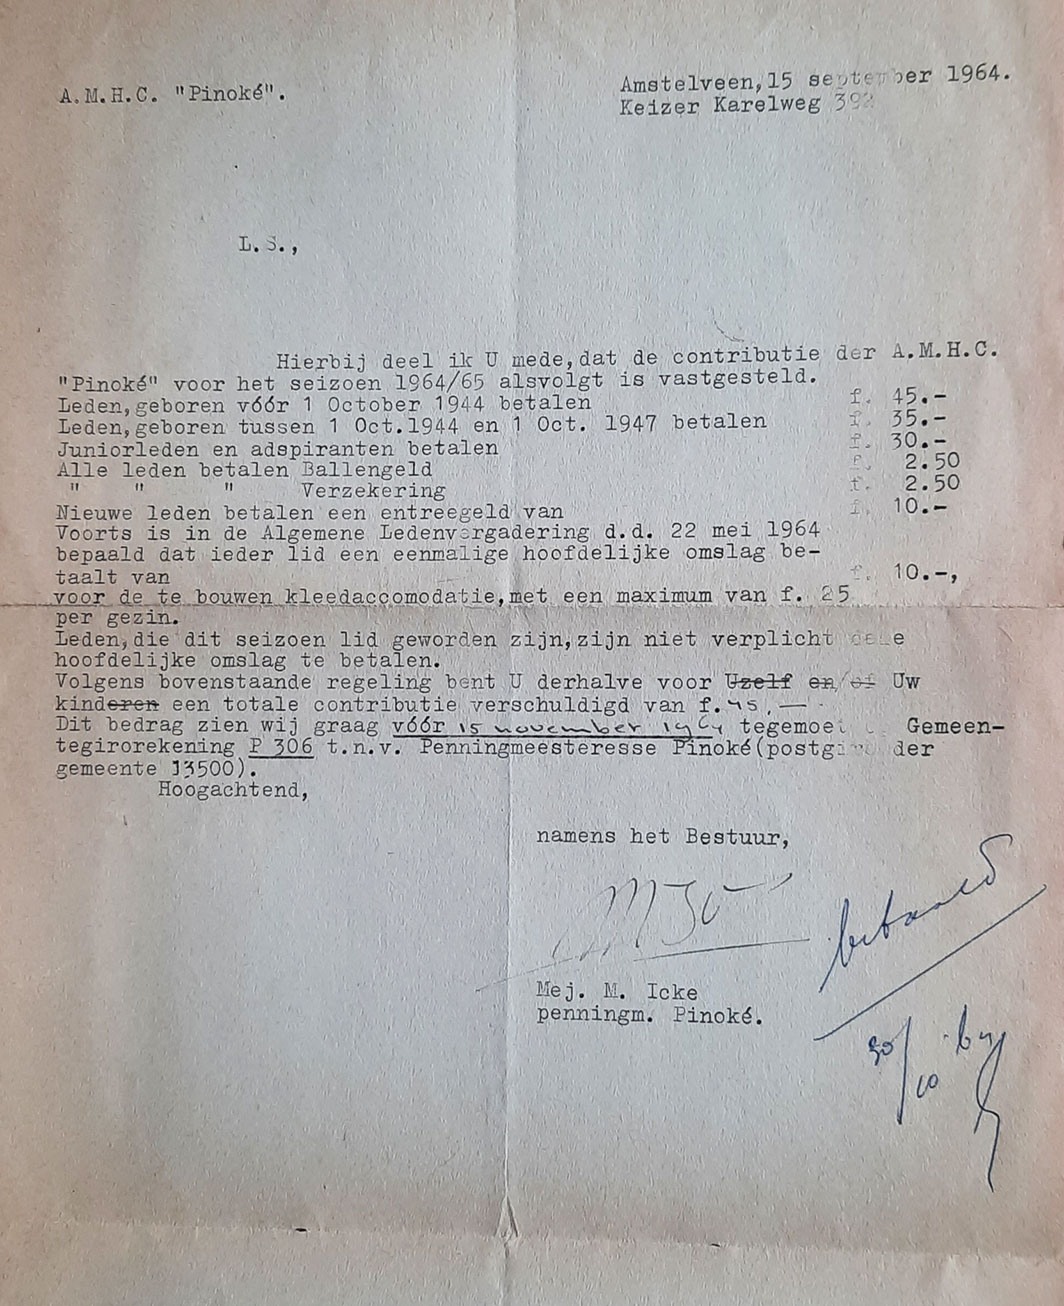 A.M.H.C. "Pinoké".
Amstelveen, 15 september 1964.
Keizer Karelweg 392
L.S.,
Hierbij deel ik U mede, dat de contributie der A.M.H.C.
"Pinoké" voor het seizoen 1964/65 alsvolgt is vastgesteld.
Leden, geboren vóór 1 October 1944 betalen f. 45.-
Leden, geboren tussen 1 Oct. 1944 en 1 Oct. 1947 betalen f. 35.-
Juniorleden en adspiranten betalen f. 30.-
Alle leden betalen Ballengeld f. 2.50
" " " Verzekering f. 2.50
Nieuwe leden betalen een entreegeld van f. 10.-
Voorts is in de Algemene Ledenvergadering d.d. 22 mei 1964
bepaald dat ieder lid een eenmalige hoofdelijke omslag be-
taalt van f. 10.-,
voor de te bouwen kleedaccomodatie, met een maximum van f. 25
per gezin.
Leden, die dit seizoen lid geworden zijn, zijn niet verplicht deze
hoofdelijke omslag te betalen.
Volgens bovenstaande regeling bent U derhalve voor Uzelf en/of Uw
kinderen een totale contributie verschuldigd van f. 45,—
Dit bedrag zien wij graag vóór 15 november 1964 tegemoet Gemeen-
tegirorekening P 306 t.n.v. Penningmeesteresse Pinoké (postgiro der
gemeente 13500).
Hoogachtend,
namens het Bestuur,
Mej. M. Icke
penningm. Pinoké.
betaald
30/10 64